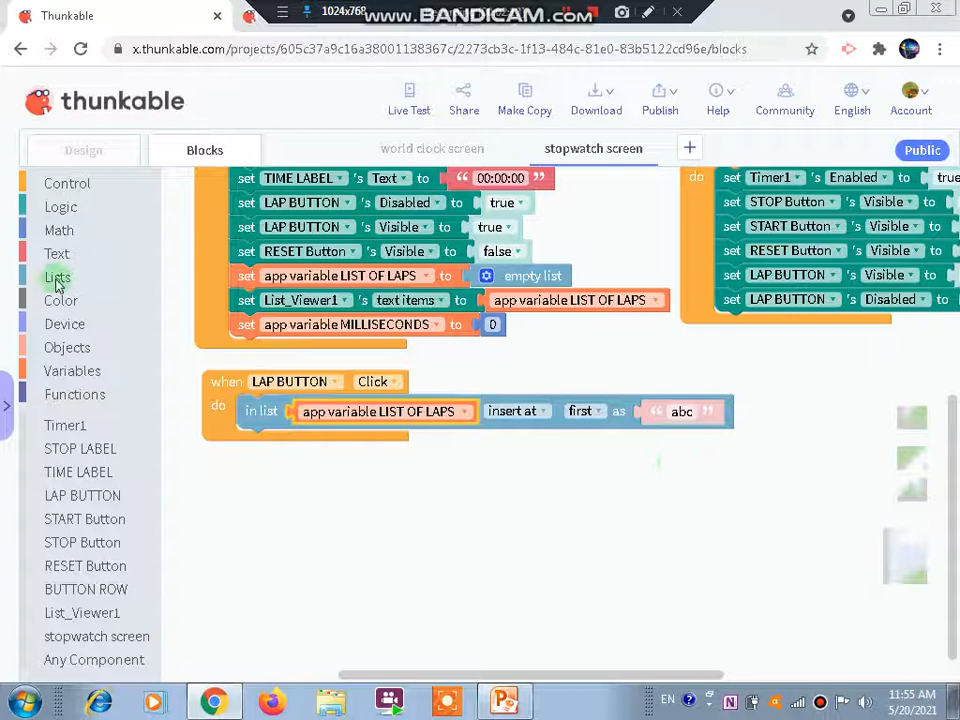 Thunkable
1024x768
www.BANDICAM.com
x.thunkable.com/projects/605c37a9c16a38001138367c/2273cb3c-1f13-484c-81e0-83b5122cd96e/blocks
thunkable
Live Test
Share
Make Copy
Download
Publish
Help
Community
English
Account
Design
Blocks
world clock screen
stopwatch screen
+
Public
Control
Logic
Math
Text
Lists
Color
Device
Objects
Variables
Functions
Timer1
STOP LABEL
TIME LABEL
LAP BUTTON
START Button
STOP Button
RESET Button
BUTTON ROW
List_Viewer1
stopwatch screen
Any Component
set TIME LABEL 's Text to “ 00:00:00 ”
set LAP BUTTON 's Disabled to true
set LAP BUTTON 's Visible to true
set RESET Button 's Visible to false
set app variable LIST OF LAPS to empty list
set List_Viewer1 's text items to app variable LIST OF LAPS
set app variable MILLISECONDS to 0
do set Timer1 's Enabled to true
set STOP Button 's Visible
set START Button 's Visible
set RESET Button 's Visible
set LAP BUTTON 's Visible
set LAP BUTTON 's Disabled
when LAP BUTTON Click
do in list app variable LIST OF LAPS insert at first as “ abc ”
EN
11:55 AM
5/20/2021